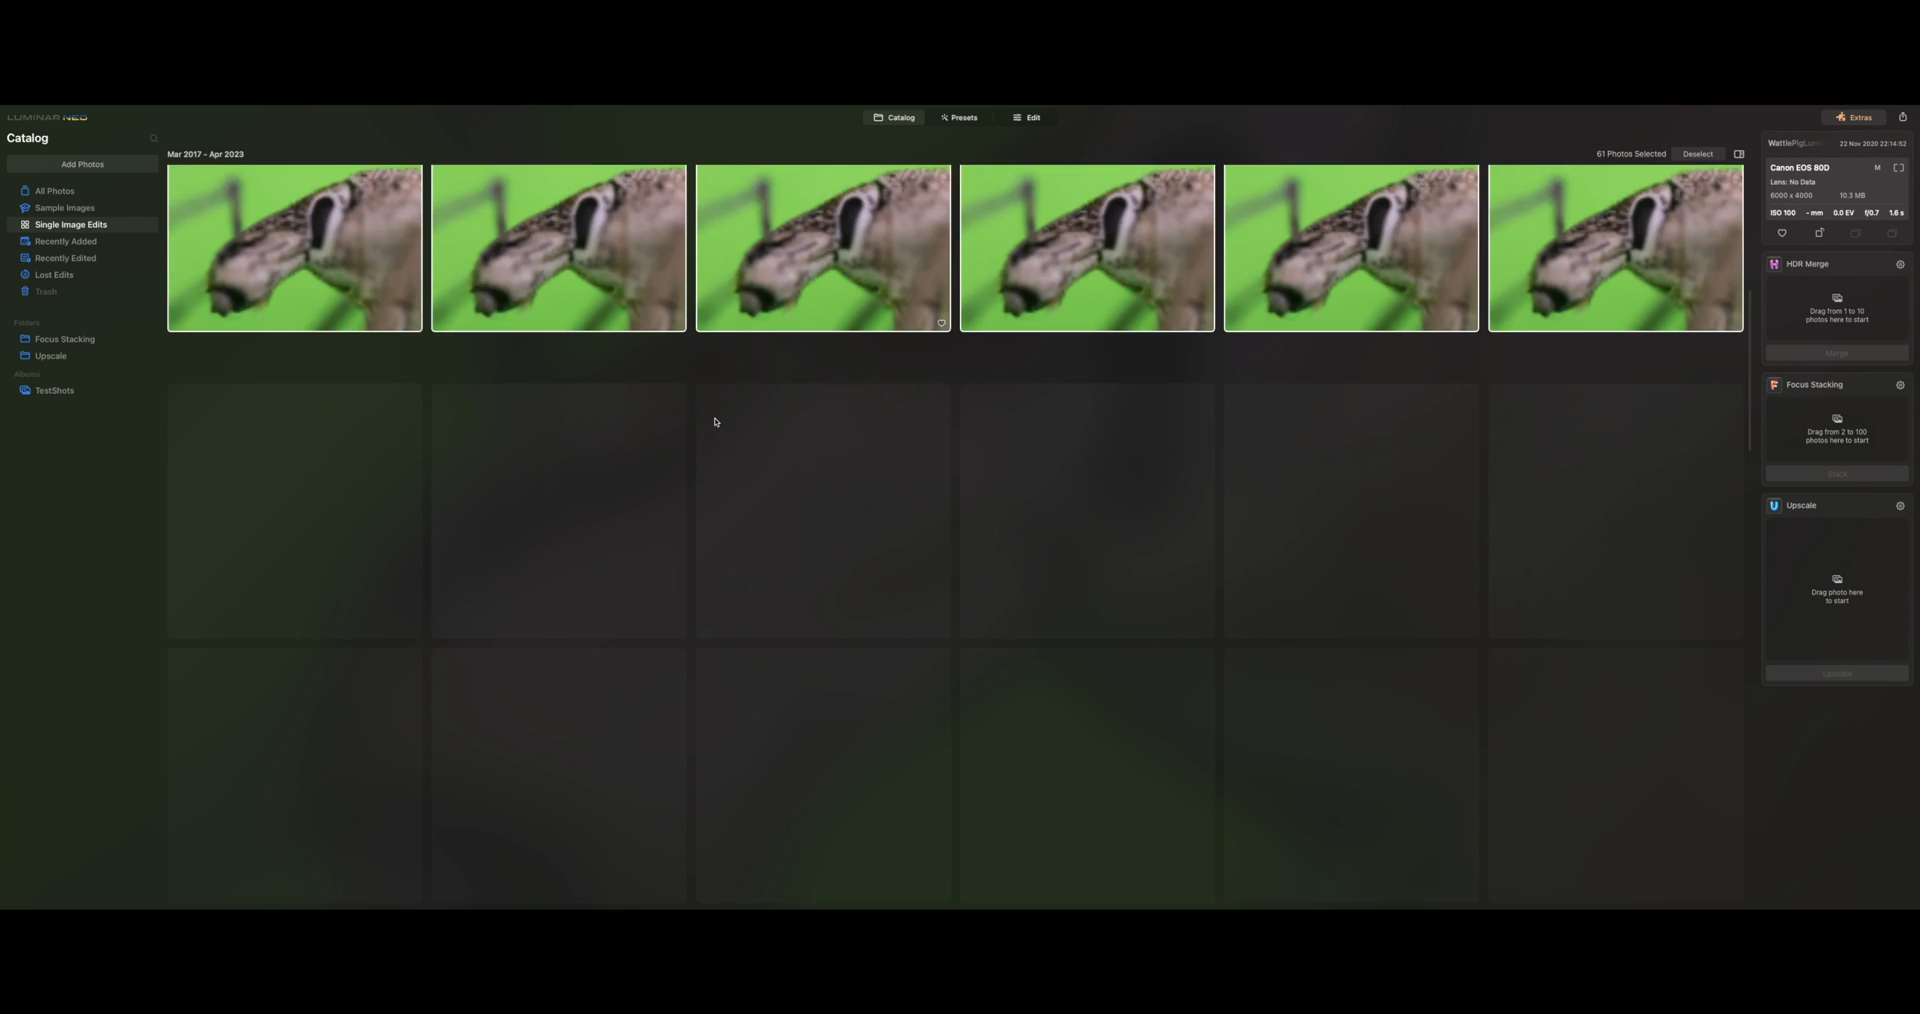 LUMINAR NEO
Catalog
Presets
Edit
Extras
Catalog
Add Photos
All Photos
Sample Images
Single Image Edits
Recently Added
Recently Edited
Lost Edits
Trash
Folders
Focus Stacking
Upscale
Albums
TestShots
Mar 2017 - Apr 2023
61 Photos Selected
Deselect
22 Nov 2020 22:14:52
Canon EOS 80D
M
Lens: No Data
6000 x 4000
10.3 MB
ISO 100
- mm
0.0 EV
f/0.7
1.6 s
HDR Merge
Drag from 1 to 10
photos here to start
Merge
Focus Stacking
Drag from 2 to 100
photos here to start
Stack
Upscale
Drag photo here
to start
Upscale